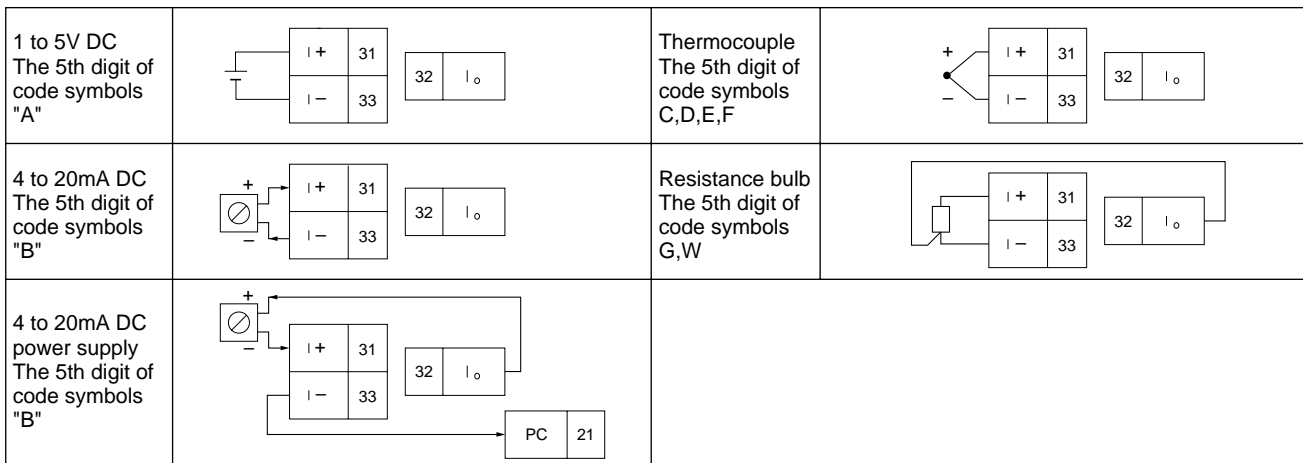 1 to 5V DC
The 5th digit of
code symbols
"A"
I +
31
I −
33
32
I o
Thermocouple
The 5th digit of
code symbols
C,D,E,F
+
−
I +
31
I −
33
32
I o
4 to 20mA DC
The 5th digit of
code symbols
"B"
+
−
I +
31
I −
33
32
I o
Resistance bulb
The 5th digit of
code symbols
G,W
I +
31
I −
33
32
I o
4 to 20mA DC
power supply
The 5th digit of
code symbols
"B"
+
−
I +
31
I −
33
32
I o
PC
21